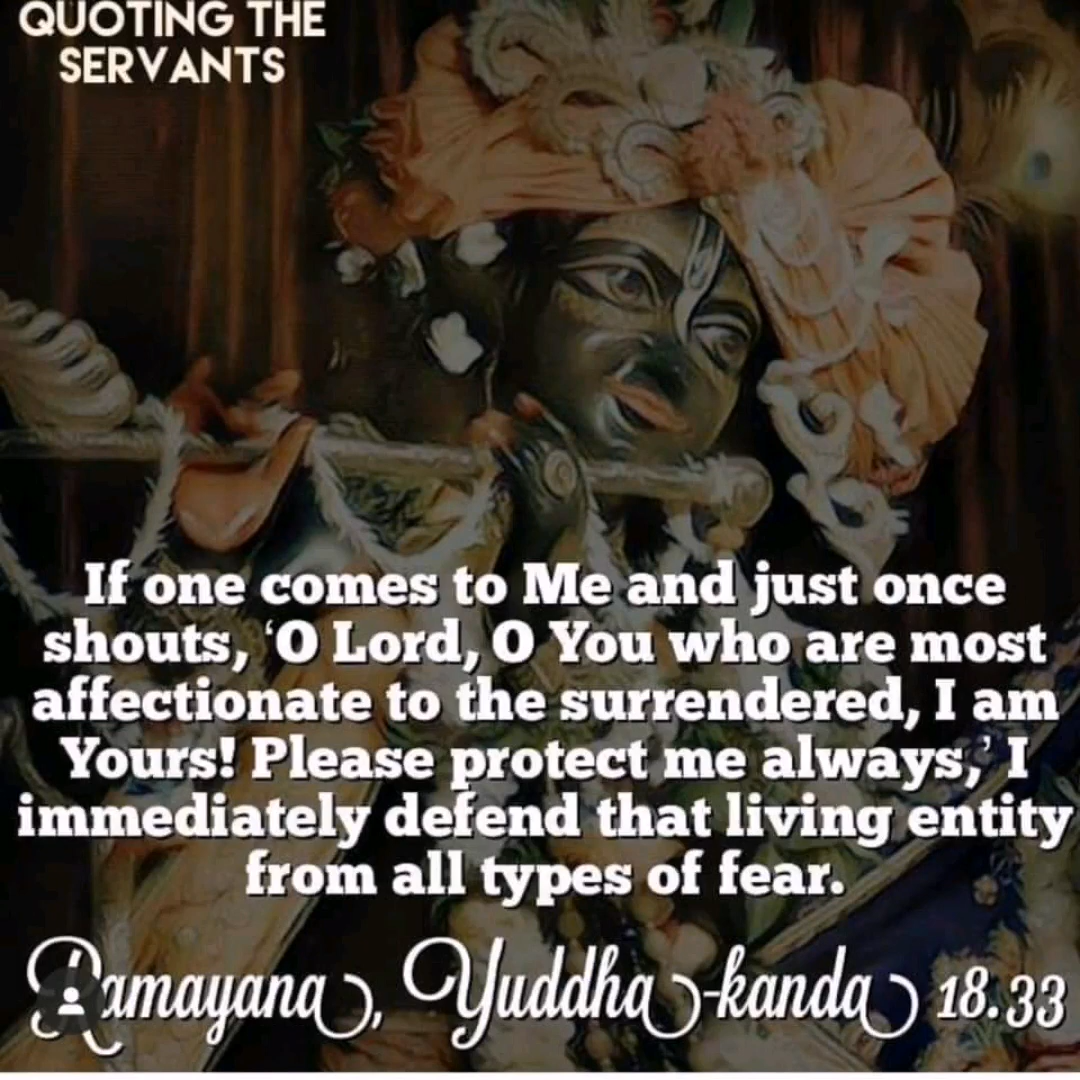 QUOTING THE
SERVANTS
If one comes to Me and just once
shouts, ‘O Lord, O You who are most
affectionate to the surrendered, I am
Yours! Please protect me always,’ I
immediately defend that living entity
from all types of fear.
Ramayana, Yuddha-kanda 18.33